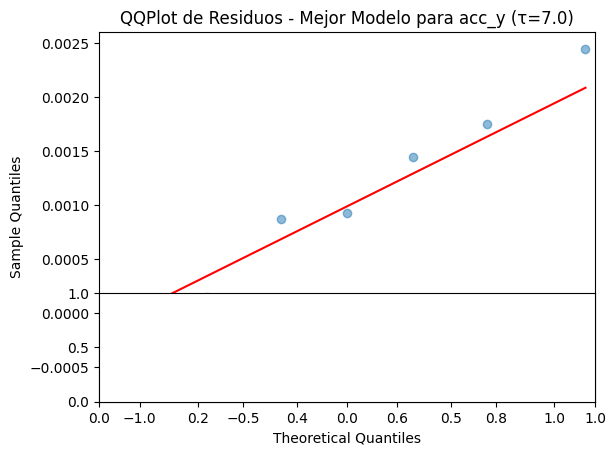 QQPlot de Residuos - Mejor Modelo para acc_y (τ=7.0)
0.0025
0.0020
0.0015
0.0010
0.0005
1.0
0.0000
0.5
−0.0005
0.0
Sample Quantiles
0.0 −1.0 0.2 −0.5 0.4 0.0 0.6 0.5 0.8 1.0 1.0
Theoretical Quantiles